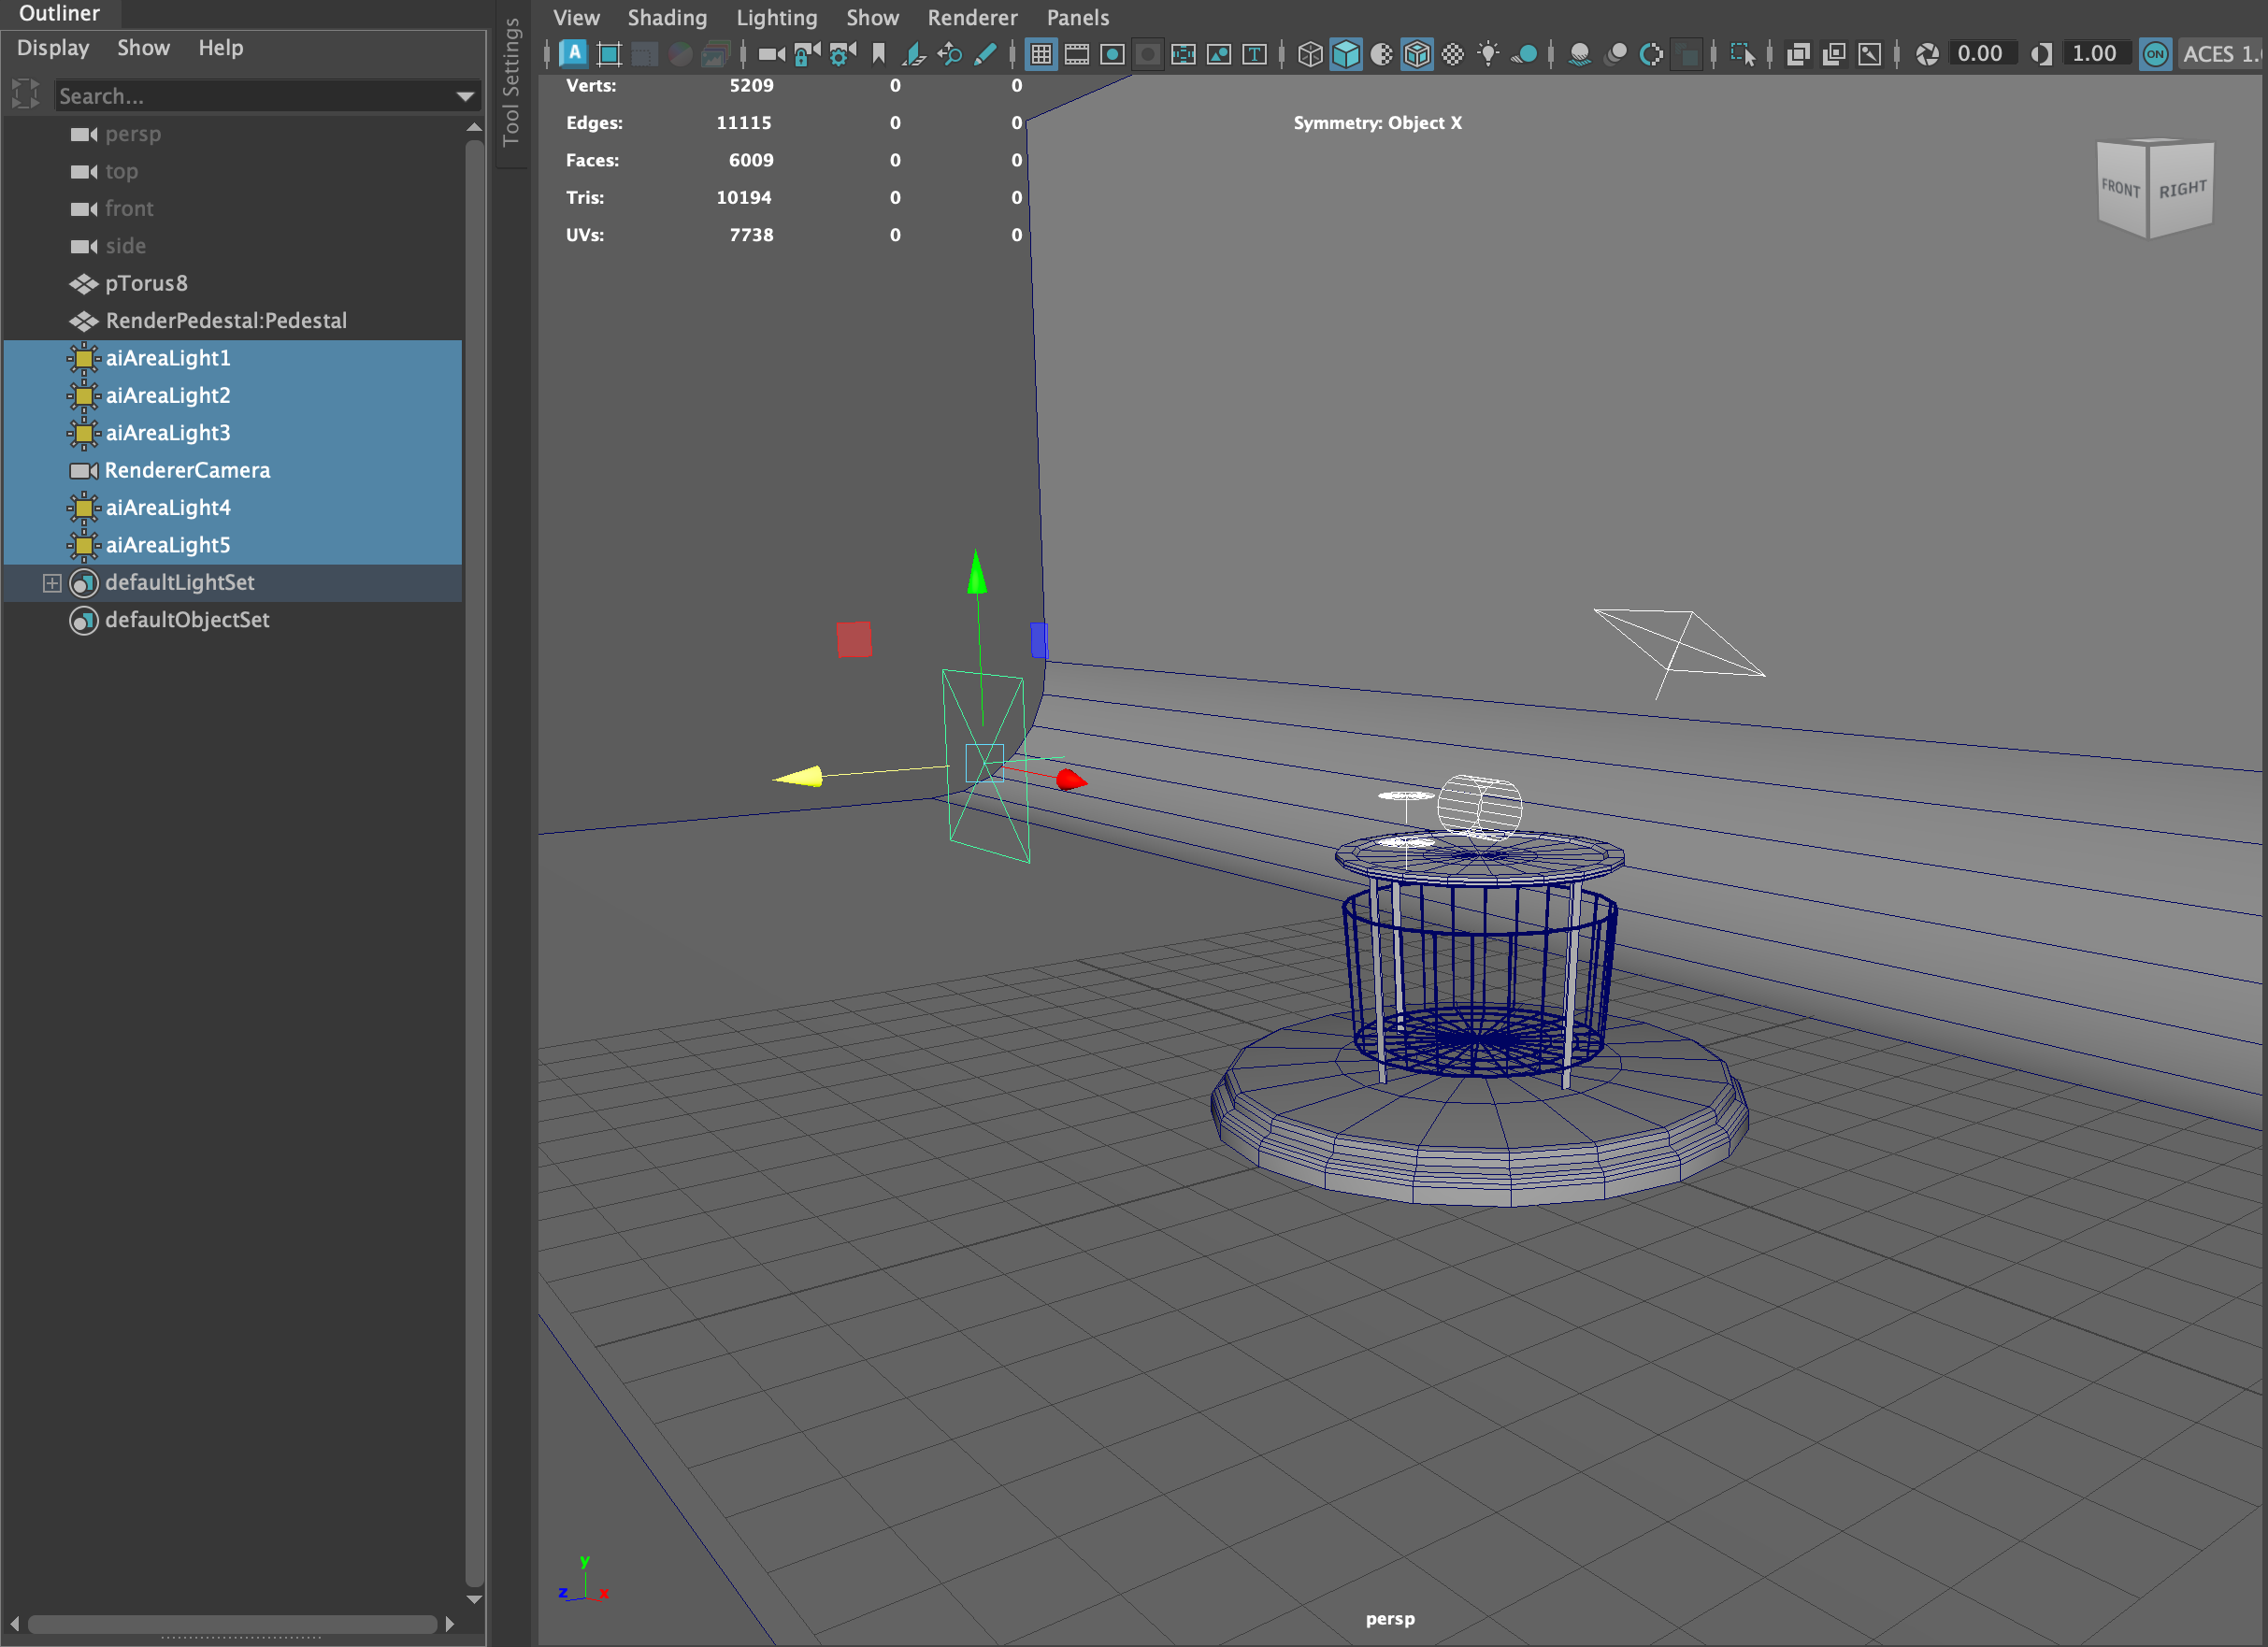 Outliner
Display Show Help
Search...
persp
top
front
side
pTorus8
RenderPedestal:Pedestal
aiAreaLight1
aiAreaLight2
aiAreaLight3
RendererCamera
aiAreaLight4
aiAreaLight5
defaultLightSet
defaultObjectSet
Tool Settings
View Shading Lighting Show Renderer Panels
A T 0.00 1.00 ON ACES 1.
Verts: 5209 0 0
Edges: 11115 0 0
Faces: 6009 0 0
Tris: 10194 0 0
UVs: 7738 0 0
Symmetry: Object X
FRONT RIGHT
y
z x
persp